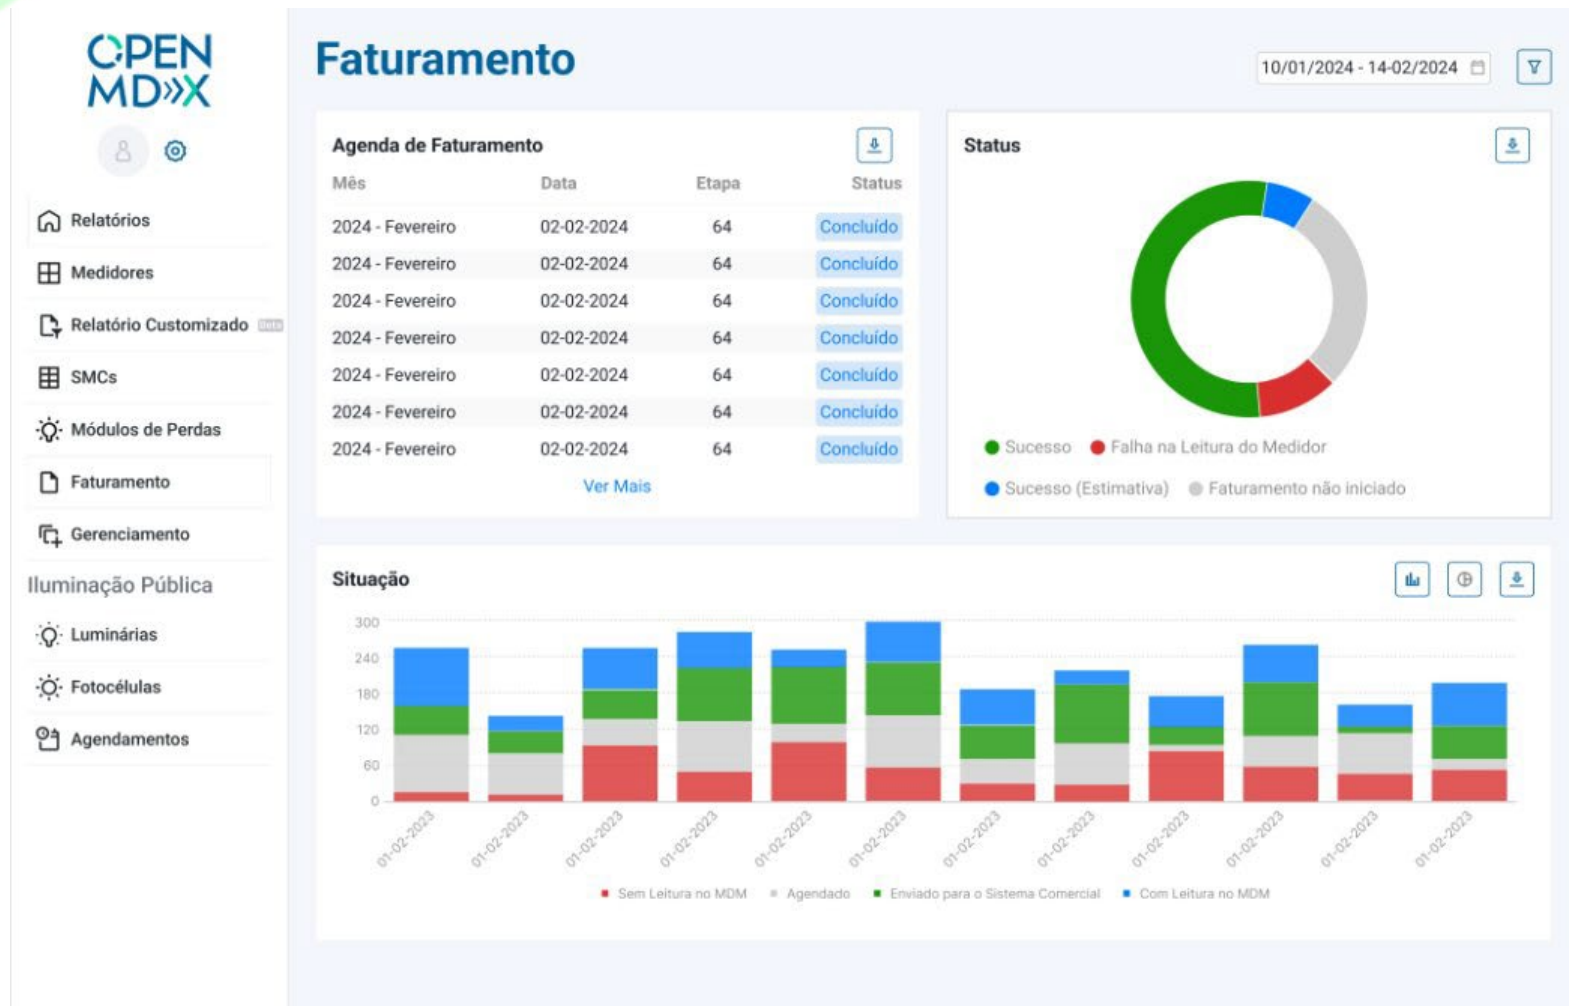 OPEN
MD»X
Relatórios
Medidores
Relatório Customizado Beta
SMCs
Módulos de Perdas
Faturamento
Gerenciamento
Iluminação Pública
Luminárias
Fotocélulas
Agendamentos
Faturamento
10/01/2024 - 14-02/2024
Agenda de Faturamento
Mês Data Etapa Status
2024 - Fevereiro 02-02-2024 64 Concluído
2024 - Fevereiro 02-02-2024 64 Concluído
2024 - Fevereiro 02-02-2024 64 Concluído
2024 - Fevereiro 02-02-2024 64 Concluído
2024 - Fevereiro 02-02-2024 64 Concluído
2024 - Fevereiro 02-02-2024 64 Concluído
2024 - Fevereiro 02-02-2024 64 Concluído
Ver Mais
Status
Sucesso Falha na Leitura do Medidor
Sucesso (Estimativa) Faturamento não iniciado
Situação
300
240
180
120
60
0
01-02-2023 01-02-2023 01-02-2023 01-02-2023 01-02-2023 01-02-2023 01-02-2023 01-02-2023 01-02-2023 01-02-2023 01-02-2023 01-02-2023
Sem Leitura no MDM Agendado Enviado para o Sistema Comercial Com Leitura no MDM